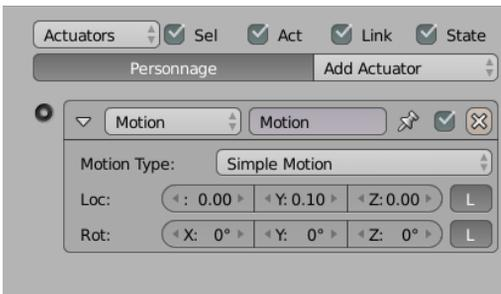 Actuators Sel Act Link State
Personnage Add Actuator
Motion Motion
Motion Type: Simple Motion
Loc: : 0.00 Y: 0.10 Z: 0.00 L
Rot: X: 0° Y: 0° Z: 0° L